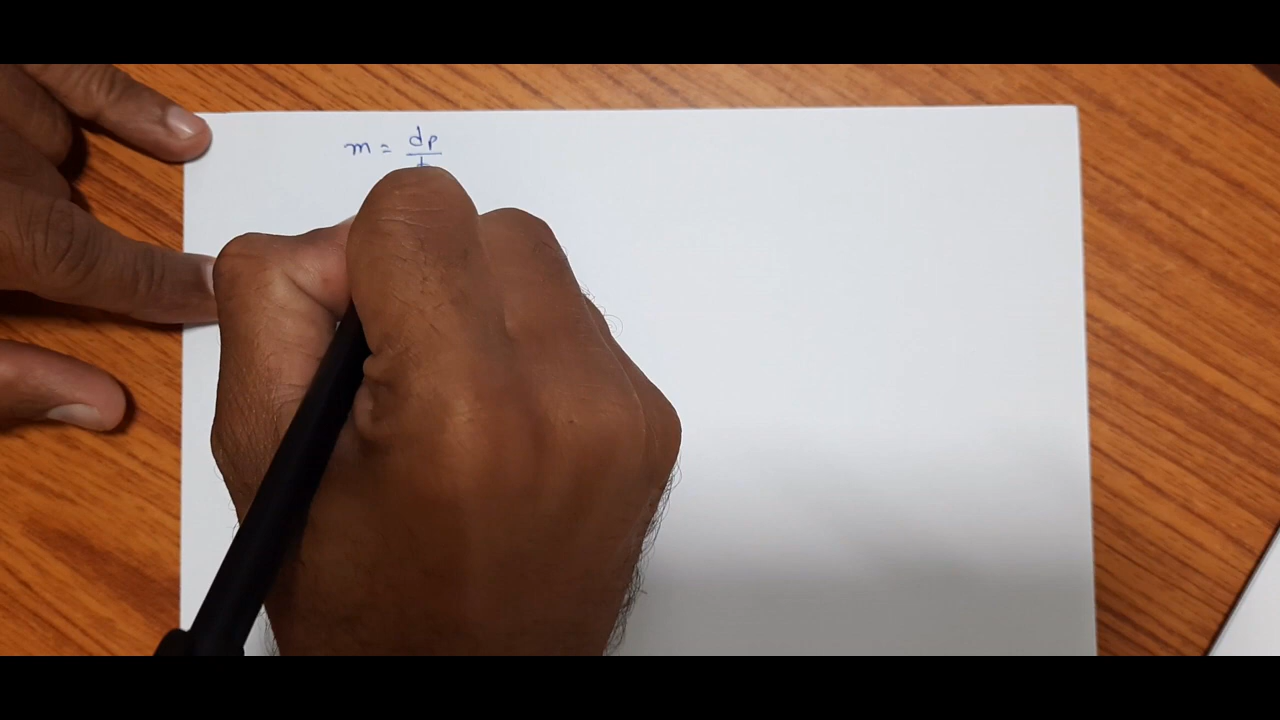 m = dp